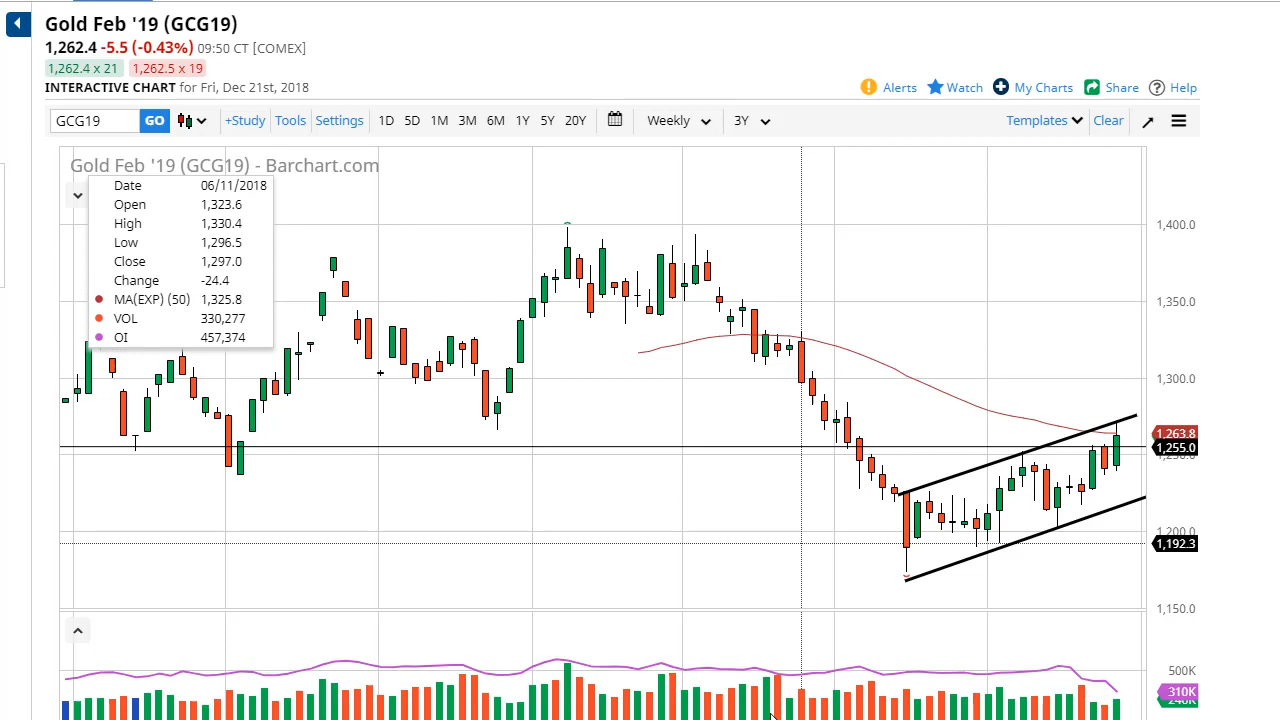 Gold Feb '19 (GCG19)
1,262.4 -5.5 (-0.43%) 09:50 CT [COMEX]
1,262.4 x 21 1,262.5 x 19
INTERACTIVE CHART for Fri, Dec 21st, 2018
Alerts Watch My Charts Share Help
GCG19 GO +Study Tools Settings 1D 5D 1M 3M 6M 1Y 5Y 20Y Weekly 3Y Templates Clear
Gold Feb '19 (GCG19) - Barchart.com
Date 06/11/2018
Open 1,323.6
High 1,330.4
Low 1,296.5
Close 1,297.0
Change -24.4
MA(EXP) (50) 1,325.8
VOL 330,277
OI 457,374
1,400.0
1,350.0
1,300.0
1,263.8
1,255.0
1,200.0
1,192.3
1,150.0
500K
310K